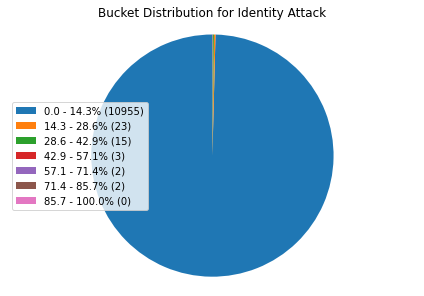 Bucket Distribution for Identity Attack
0.0 - 14.3% (10955)
14.3 - 28.6% (23)
28.6 - 42.9% (15)
42.9 - 57.1% (3)
57.1 - 71.4% (2)
71.4 - 85.7% (2)
85.7 - 100.0% (0)